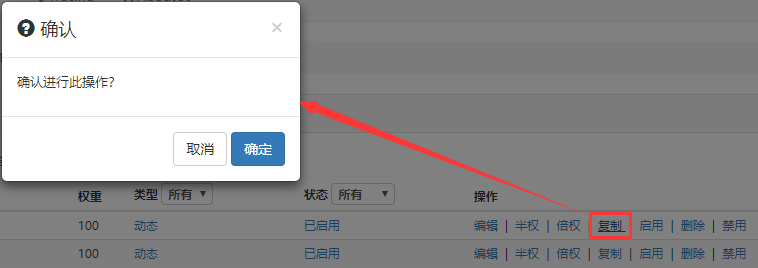 确认 ×
确认进行此操作?
取消 确定
权重 类型 所有 状态 所有 操作
100 动态 已启用 编辑 | 半权 | 倍权 | 复制 | 启用 | 删除 | 禁用
100 动态 已启用 编辑 | 半权 | 倍权 | 复制 | 启用 | 删除 | 禁用